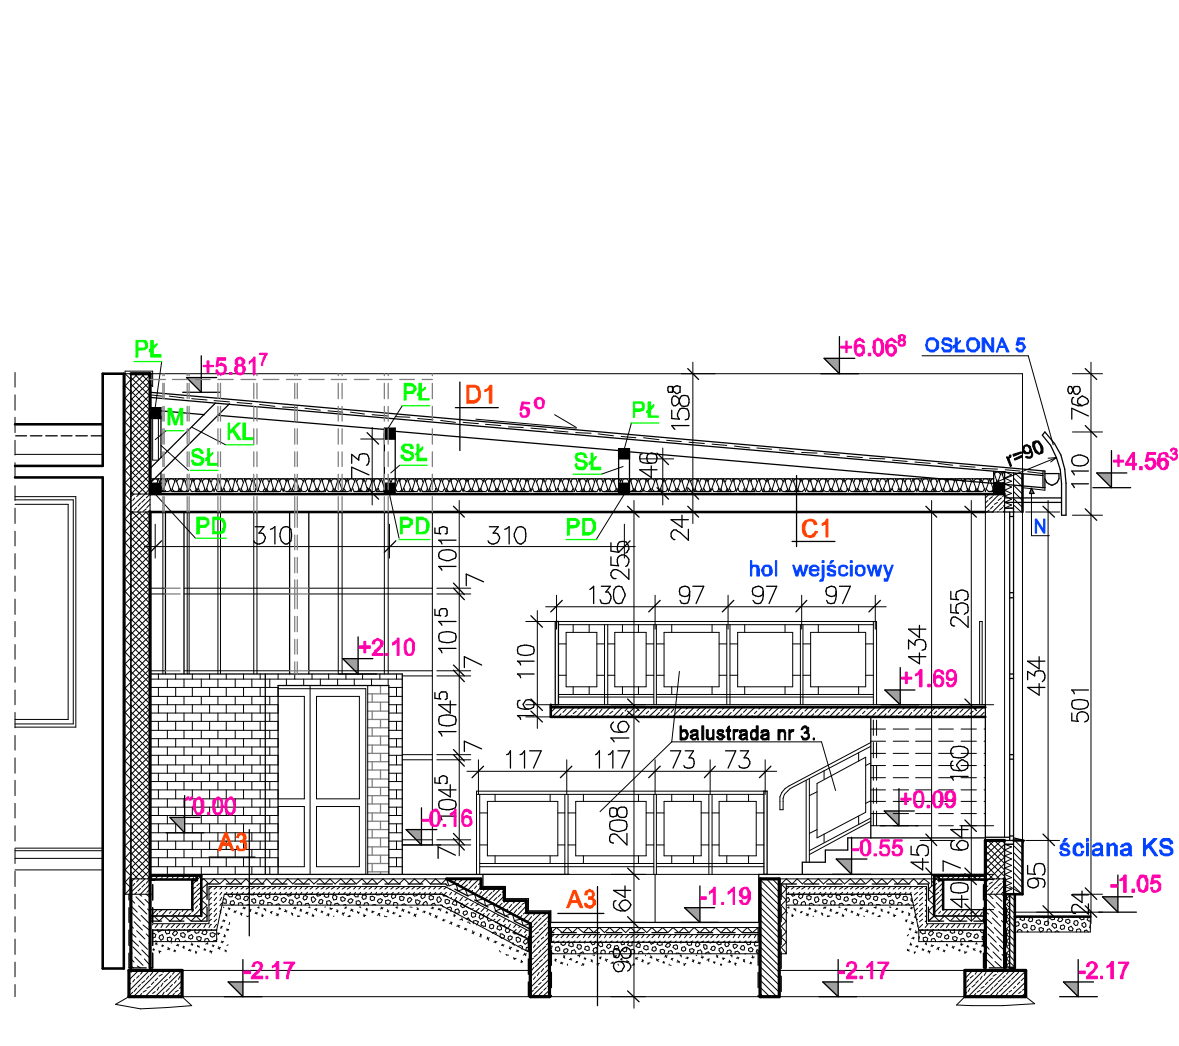 +6.06⁸
OSŁONA 5
PŁ
+5.81⁷
PŁ
D1
5°
PŁ
158⁸
76⁸
M
KL
SŁ
SŁ
SŁ
73
46
r=90
110
+4.56³
PD
PD
PD
310
310
24
C1
N
255
101⁵
7
hol wejściowy
130
97
97
97
255
101⁵
7
+2.10
110
434
434
+1.69
501
16
16
104⁵
7
balustrada nr 3.
117
117
73
73
160
104⁵
0.00
-0.16
+0.09
208
64
A3
7
-0.55
45
7
ściana KS
95
-1.05
24
40
A3
64
-1.19
98
-2.17
-2.17
-2.17